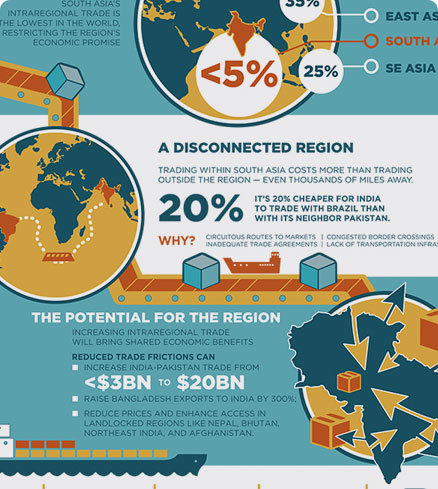 SOUTH ASIA'S
INTRAREGIONAL TRADE IS
THE LOWEST IN THE WORLD,
RESTRICTING THE REGION'S
ECONOMIC PROMISE
35%
EAST AS
<5%
SOUTH A
25%
SE ASIA
A DISCONNECTED REGION
TRADING WITHIN SOUTH ASIA COSTS MORE THAN TRADING
OUTSIDE THE REGION — EVEN THOUSANDS OF MILES AWAY.
20%
IT'S 20% CHEAPER FOR INDIA
TO TRADE WITH BRAZIL THAN
WITH ITS NEIGHBOR PAKISTAN.
WHY?
CIRCUITOUS ROUTES TO MARKETS | CONGESTED BORDER CROSSINGS
INADEQUATE TRADE AGREEMENTS | LACK OF TRANSPORTATION INFRAS
THE POTENTIAL FOR THE REGION
INCREASING INTRAREGIONAL TRADE
WILL BRING SHARED ECONOMIC BENEFITS
REDUCED TRADE FRICTIONS CAN
INCREASE INDIA-PAKISTAN TRADE FROM
<$3BN TO $20BN
RAISE BANGLADESH EXPORTS TO INDIA BY 300%.
REDUCE PRICES AND ENHANCE ACCESS IN
LANDLOCKED REGIONS LIKE NEPAL, BHUTAN,
NORTHEAST INDIA, AND AFGHANISTAN.